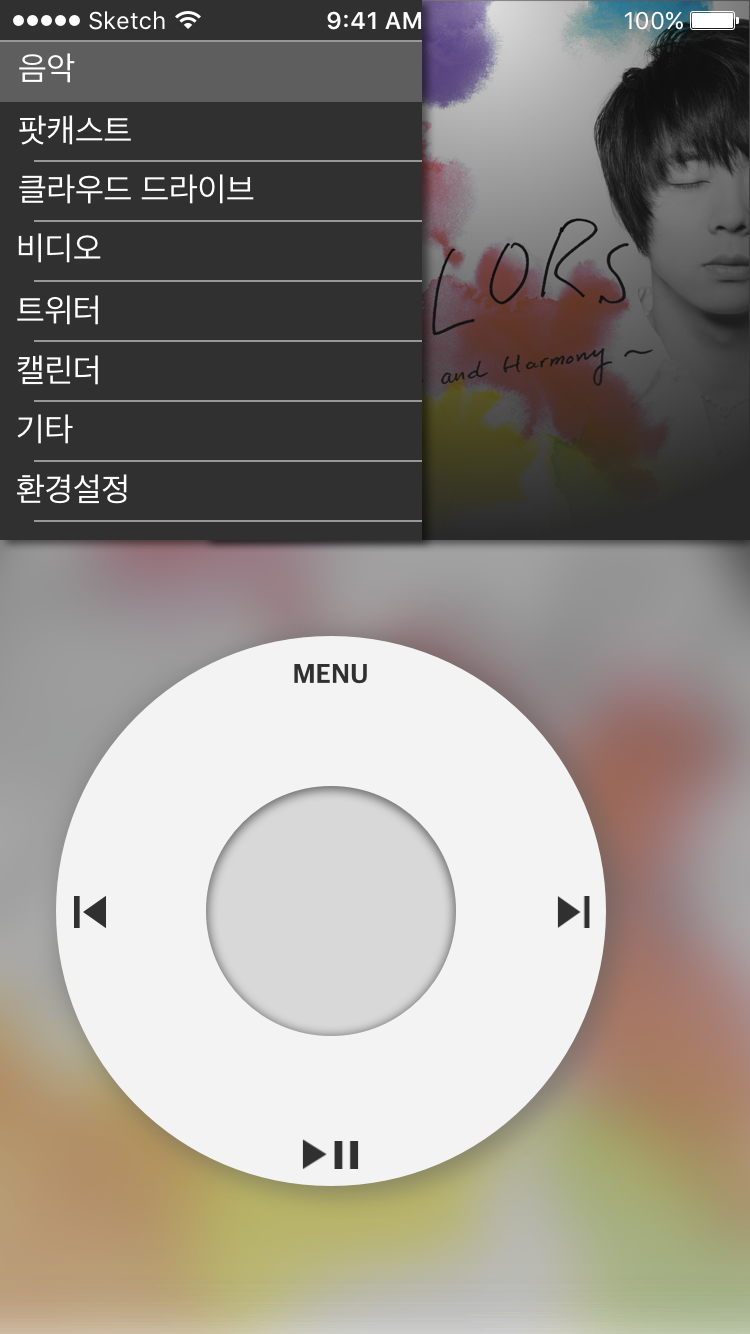 Sketch 9:41 AM 100%
음악
팟캐스트
클라우드 드라이브
비디오
트위터
캘린더
기타
환경설정
LORS
and Harmony ~
MENU